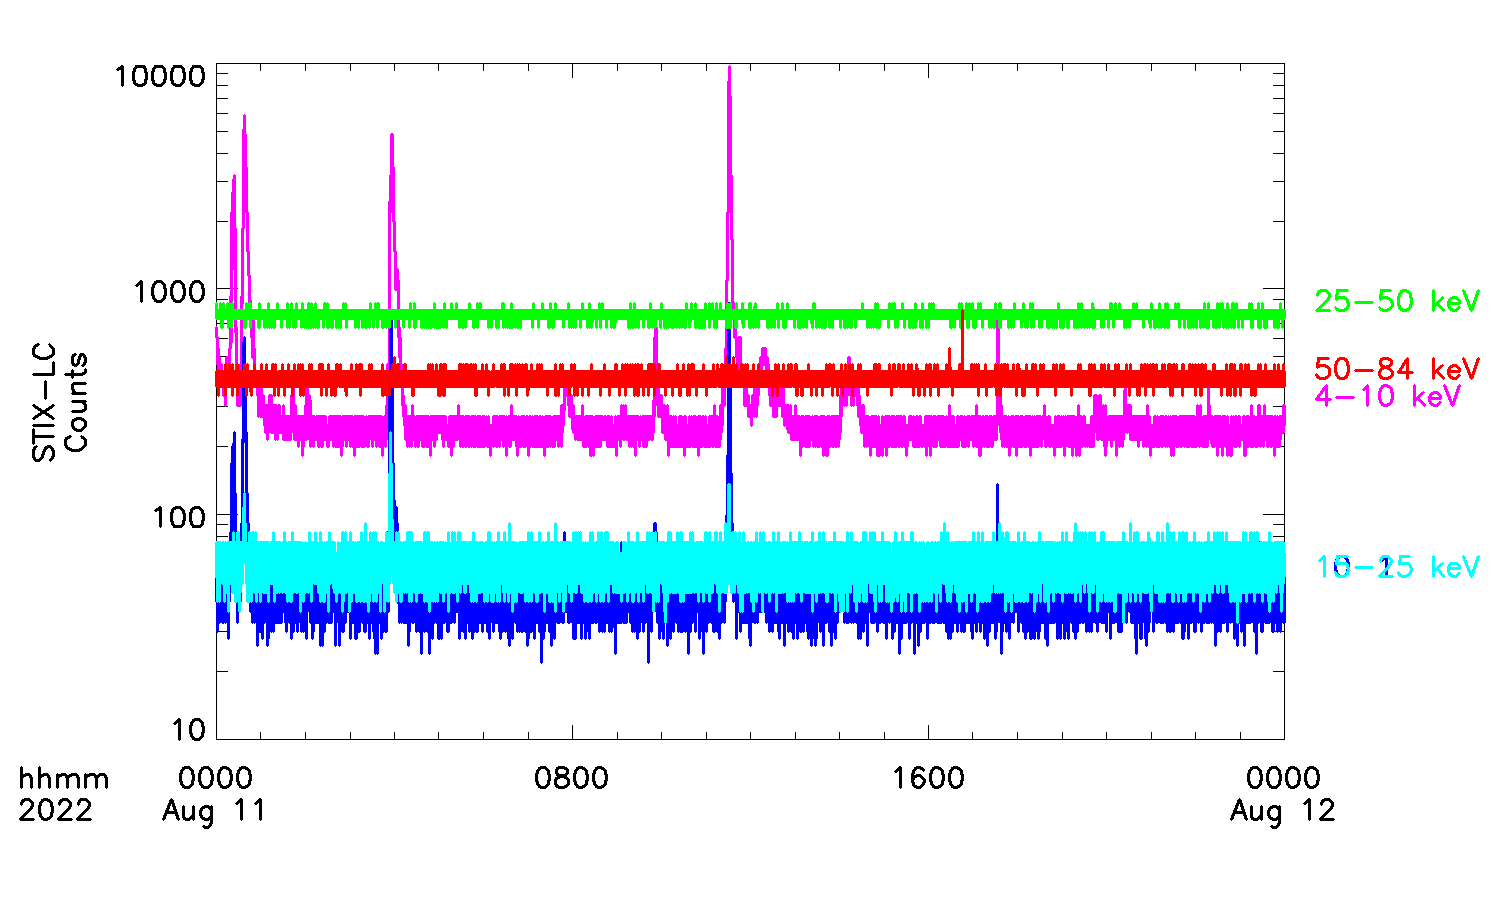 10000
1000
100
10
STIX-LC
Counts
25-50 keV
50-84 keV
4-10 keV
15-25 keV
hhmm 0000 0800 1600 0000
2022 Aug 11 Aug 12